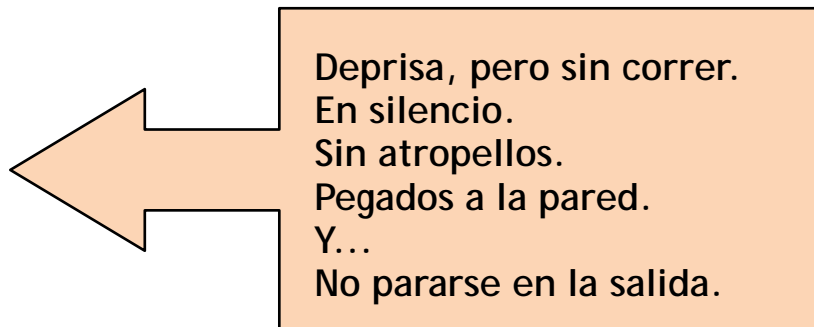 Deprisa, pero sin correr.
En silencio.
Sin atropellos.
Pegados a la pared.
Y...
No pararse en la salida.